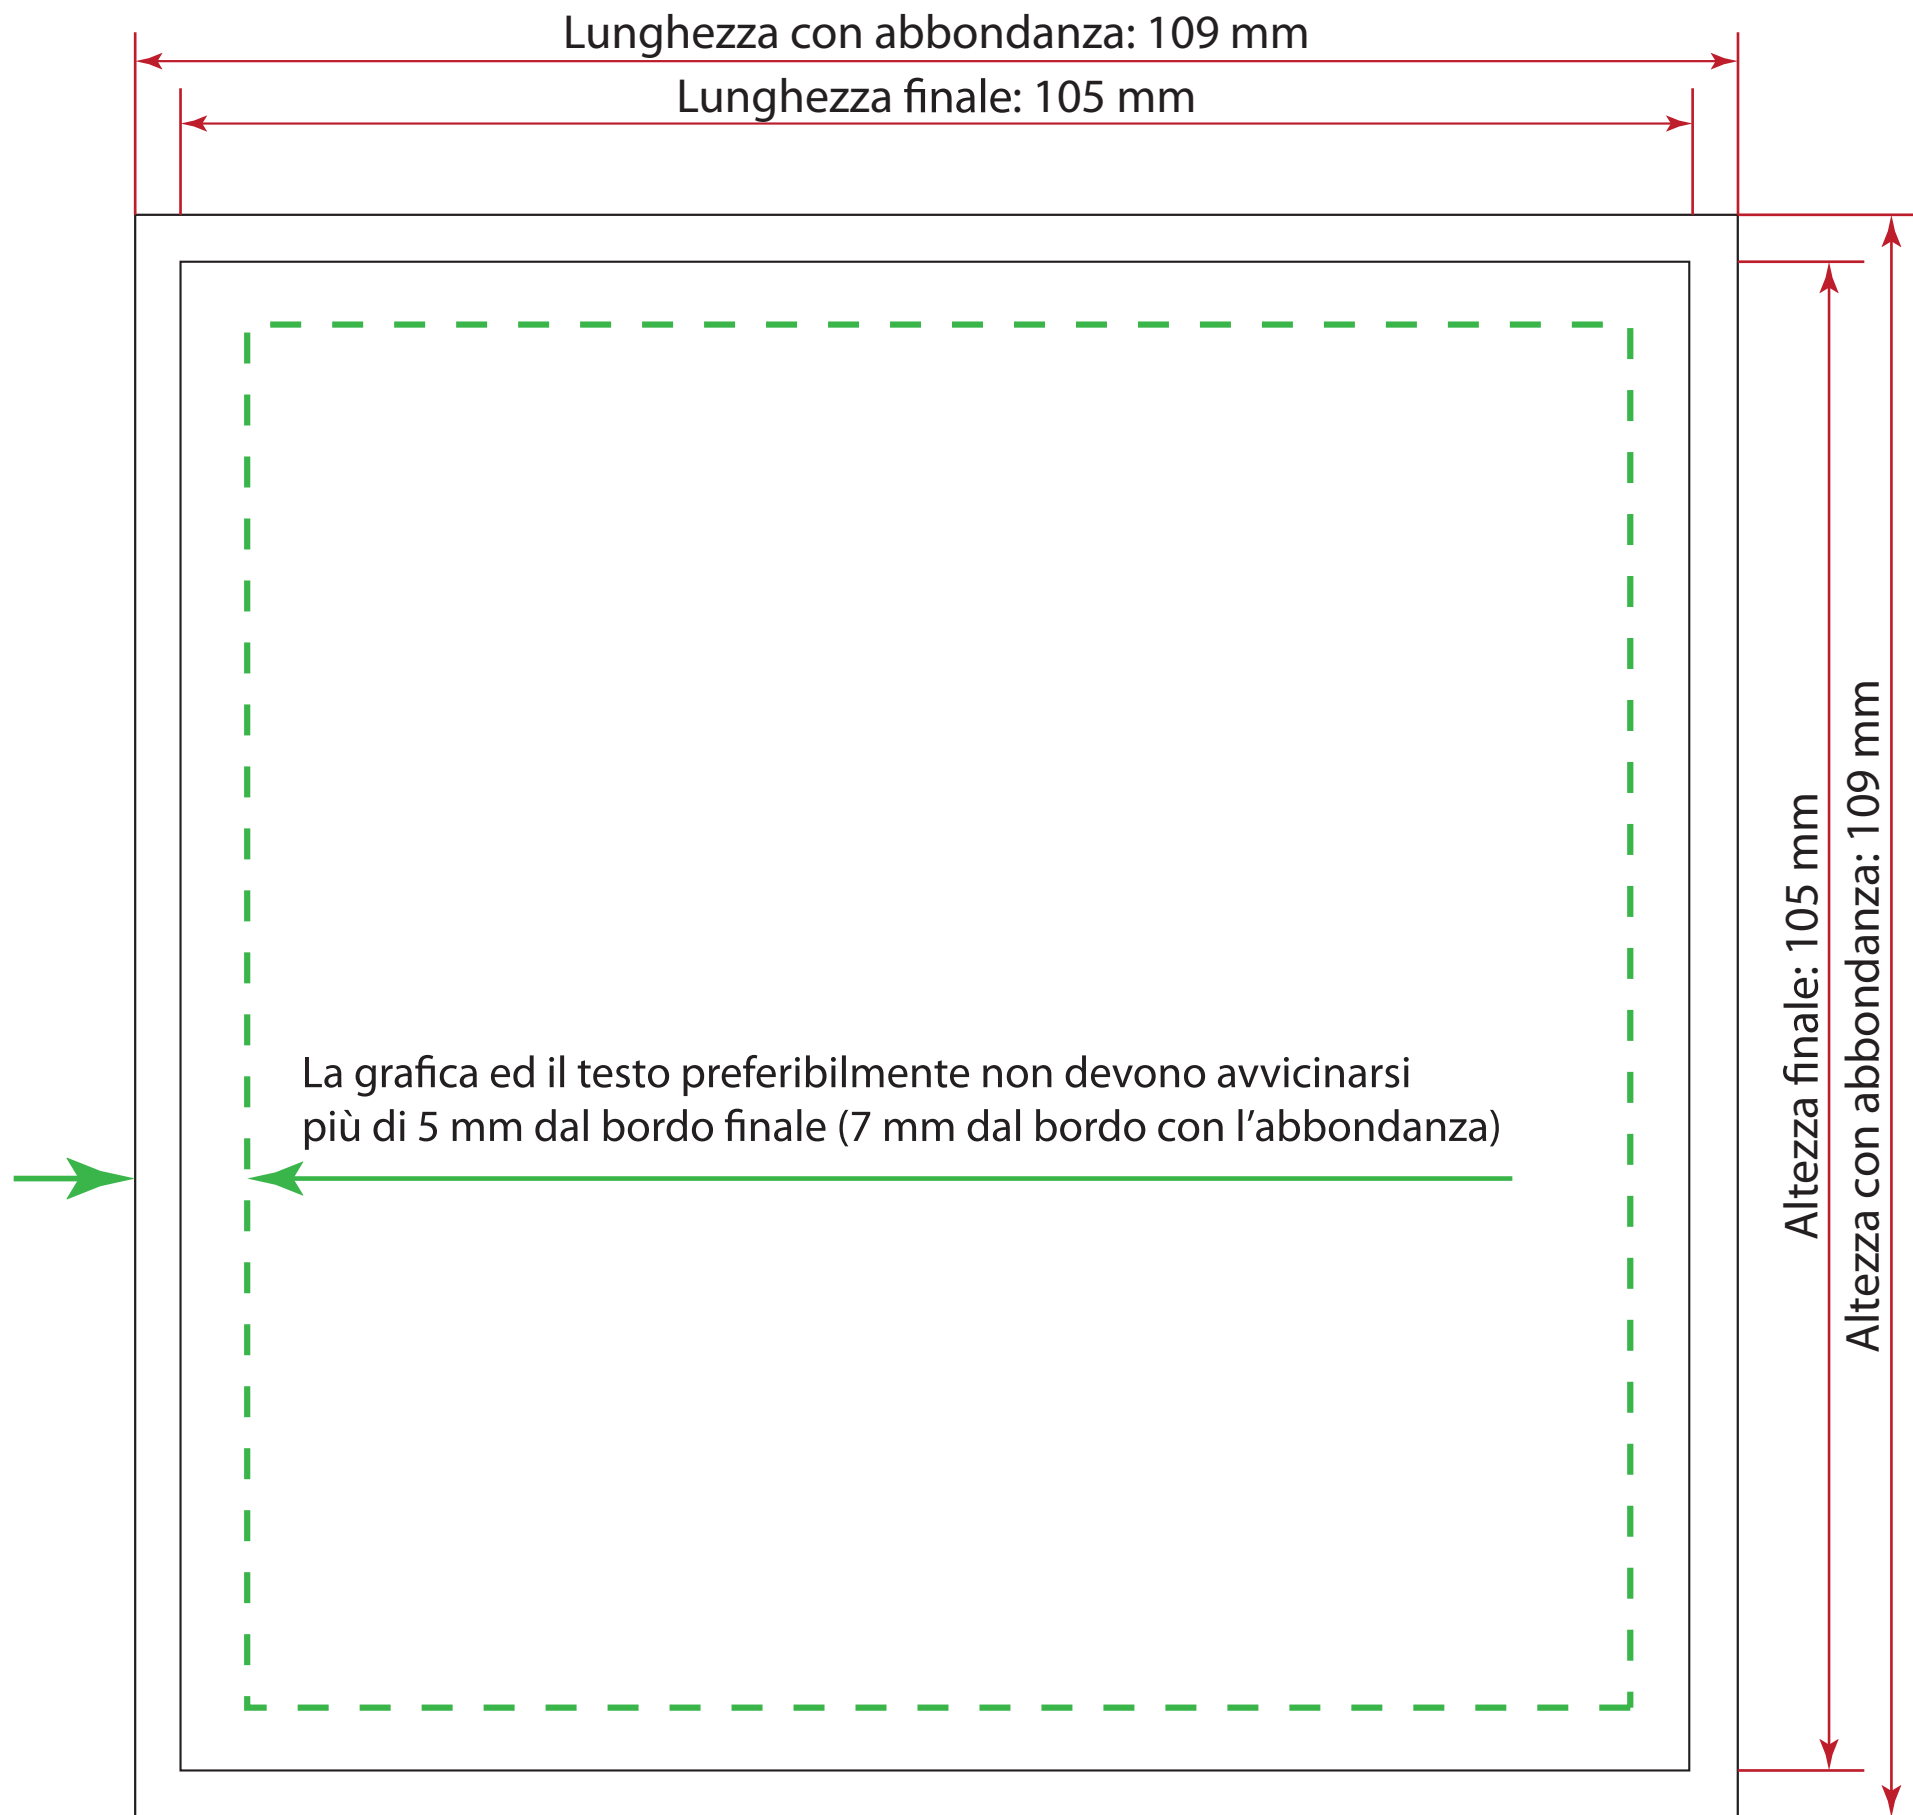 Lunghezza con abbondanza: 109 mm
Lunghezza finale: 105 mm
La grafica ed il testo preferibilmente non devono avvicinarsi
più di 5 mm dal bordo finale (7 mm dal bordo con l’abbondanza)
Altezza finale: 105 mm
Altezza con abbondanza: 109 mm